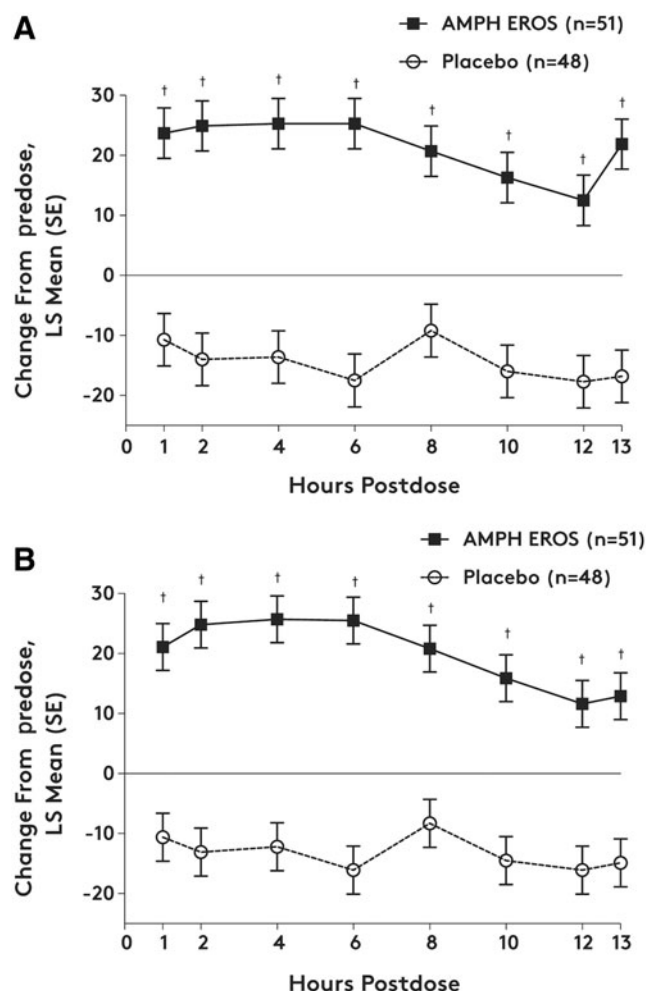 A
AMPH EROS (n=51)
Placebo (n=48)
†
†
†
†
†
†
†
†
30
20
10
0
-10
-20
Change From predose,
LS Mean (SE)
0 1 2 4 6 8 10 12 13
Hours Postdose
B
AMPH EROS (n=51)
Placebo (n=48)
†
†
†
†
†
†
†
†
30
20
10
0
-10
-20
Change From predose,
LS Mean (SE)
0 1 2 4 6 8 10 12 13
Hours Postdose